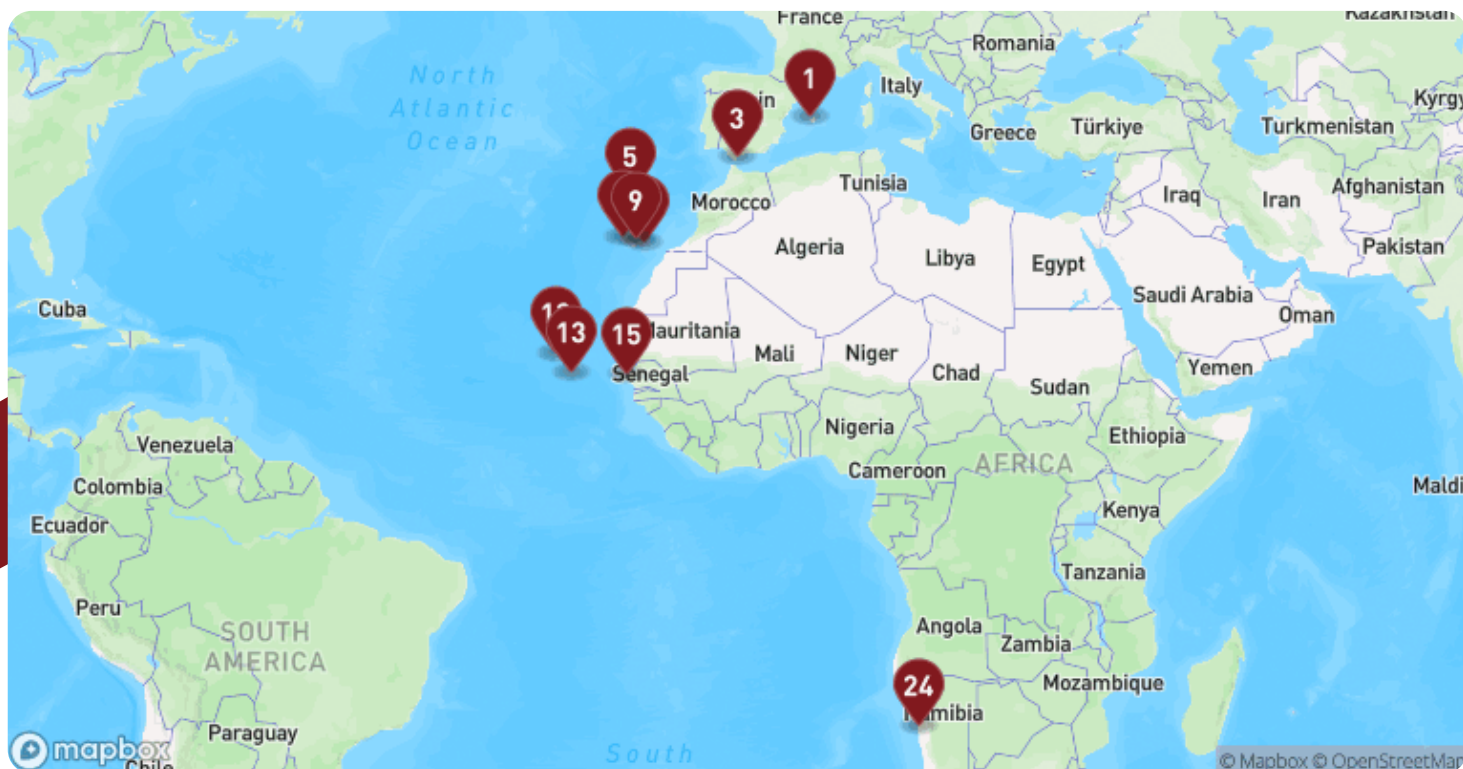 France
Kazakhstan
Romania
North
Atlantic
Ocean
1
Italy
in
Kyrgy
3
Greece
Türkiye
Turkmenistan
5
Tunisia
Iraq
Iran
Afghanistan
9
Morocco
Algeria
Libya
Egypt
Pakistan
Saudi Arabia
Cuba
Oman
13
15
auritania
Mali
Niger
Chad
Yemen
Senegal
Sudan
Nigeria
Ethiopia
Venezuela
Cameroon
AFRICA
Colombia
Maldi
Kenya
Ecuador
Tanzania
Peru
SOUTH
AMERICA
Angola
Zambia
24
Mozambique
mibia
Paraguay
South
mapbox
Chile
© Mapbox © OpenStreetMap